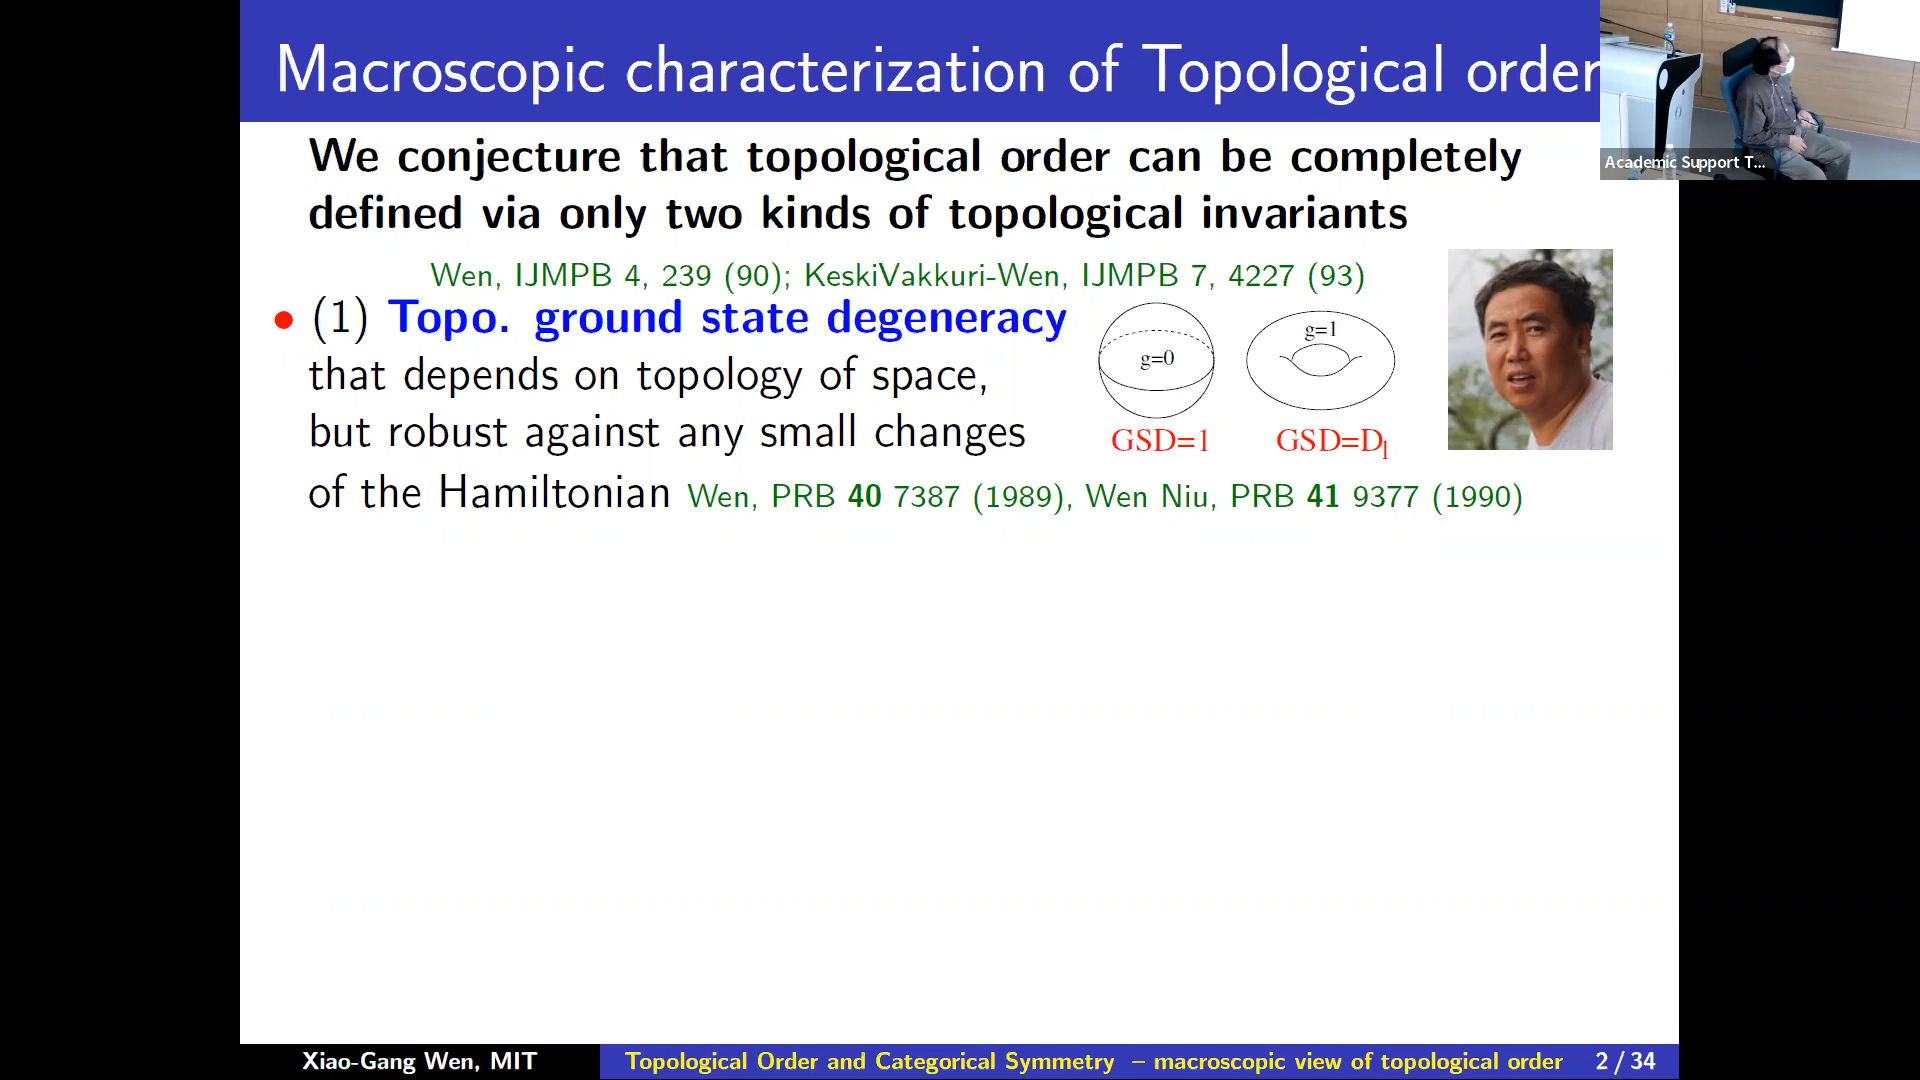 Macroscopic characterization of Topological order
We conjecture that topological order can be completely
defined via only two kinds of topological invariants
Wen, IJMPB 4, 239 (90); KeskiVakkuri-Wen, IJMPB 7, 4227 (93)
• (1) Topo. ground state degeneracy
that depends on topology of space,
but robust against any small changes
of the Hamiltonian Wen, PRB 40 7387 (1989), Wen Niu, PRB 41 9377 (1990)
g=0
g=1
GSD=1
GSD=D₁
Academic Support T...
Xiao-Gang Wen, MIT
Topological Order and Categorical Symmetry – macroscopic view of topological order
2 / 34